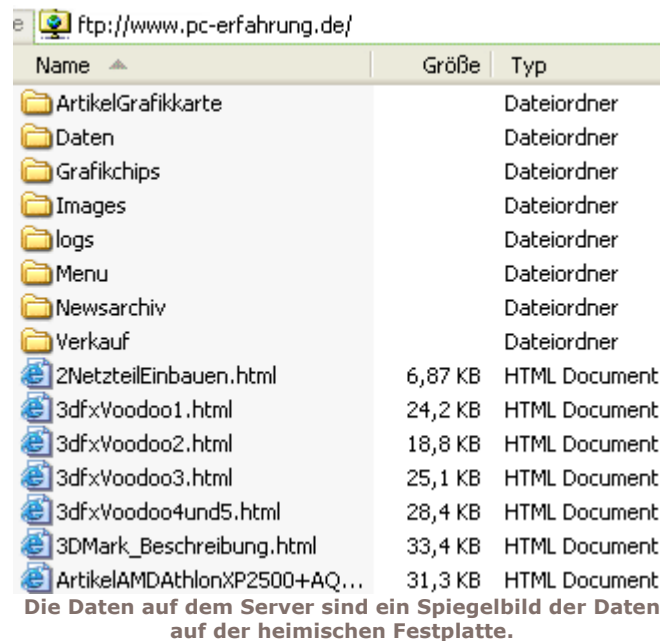 e ftp://www.pc-erfahrung.de/
Name Größe Typ
ArtikelGrafikkarte Dateiordner
Daten Dateiordner
Grafikchips Dateiordner
Images Dateiordner
logs Dateiordner
Menu Dateiordner
Newsarchiv Dateiordner
Verkauf Dateiordner
2NetzteilEinbauen.html 6,87 KB HTML Document
3dfxVoodoo1.html 24,2 KB HTML Document
3dfxVoodoo2.html 18,8 KB HTML Document
3dfxVoodoo3.html 25,1 KB HTML Document
3dfxVoodoo4und5.html 28,4 KB HTML Document
3DMark_Beschreibung.html 33,4 KB HTML Document
ArtikelAMDAthlonXP2500+AQ... 31,3 KB HTML Document
Die Daten auf dem Server sind ein Spiegelbild der Daten
auf der heimischen Festplatte.